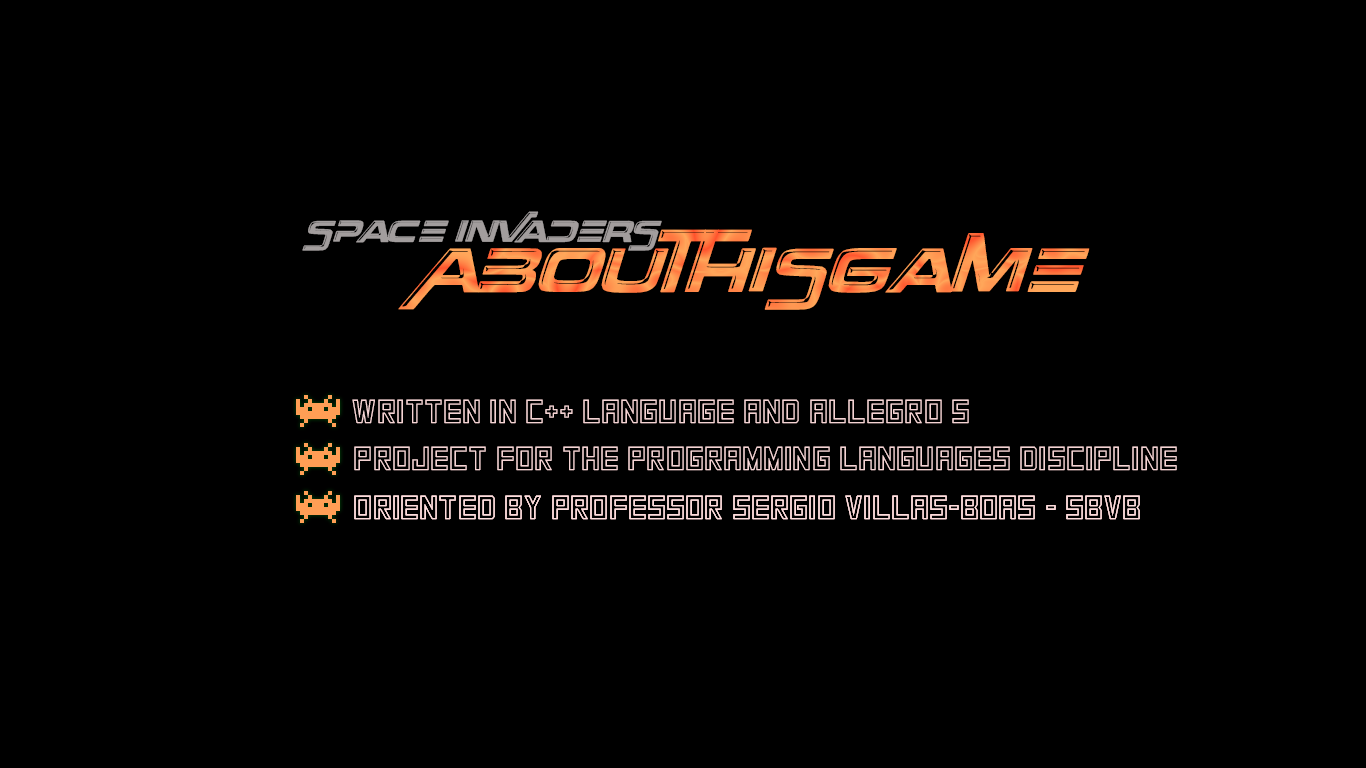 SPACE INVADERS
ABOUTHISGAME
WRITTEN IN C++ LANGUAGE AND ALLEGRO 5
PROJECT FOR THE PROGRAMMING LANGUAGES DISCIPLINE
ORIENTED BY PROFESSOR SERGIO VILLAS-BOAS - SBVB